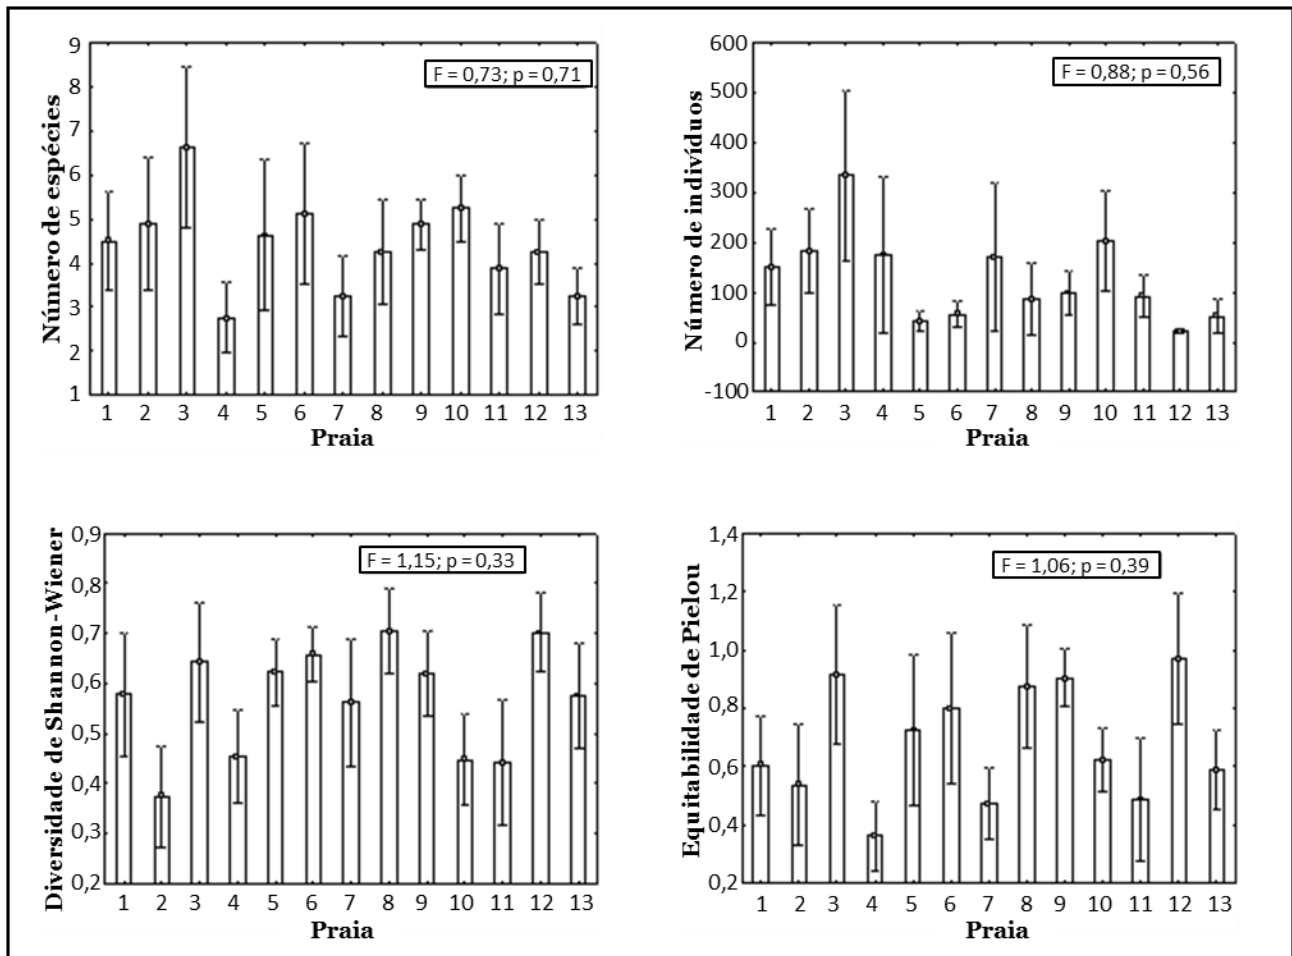 Número de espécies
9
8
7
6
5
4
3
2
1
F = 0,73; p = 0,71
1 2 3 4 5 6 7 8 9 10 11 12 13
Praia
Número de indivíduos
600
500
400
300
200
100
0
-100
F = 0,88; p = 0,56
1 2 3 4 5 6 7 8 9 10 11 12 13
Praia
Diversidade de Shannon-Wiener
0,9
0,8
0,7
0,6
0,5
0,4
0,3
0,2
F = 1,15; p = 0,33
1 2 3 4 5 6 7 8 9 10 11 12 13
Praia
Equitabilidade de Pielou
1,4
1,2
1,0
0,8
0,6
0,4
0,2
F = 1,06; p = 0,39
1 2 3 4 5 6 7 8 9 10 11 12 13
Praia